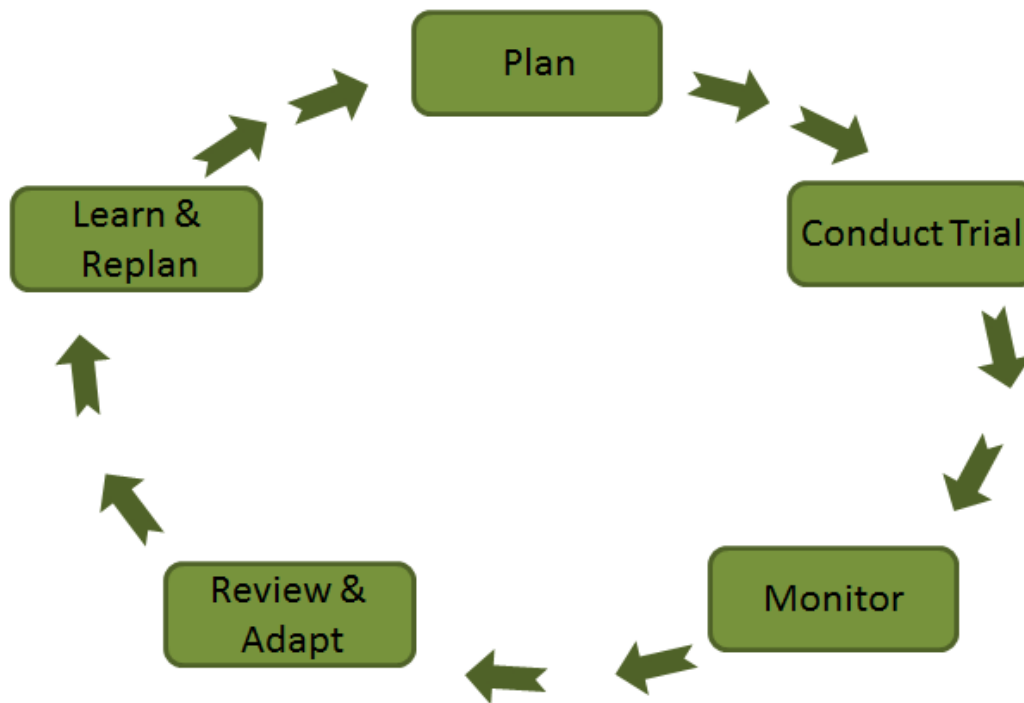 Plan
Conduct Trial
Monitor
Review &
Adapt
Learn &
Replan